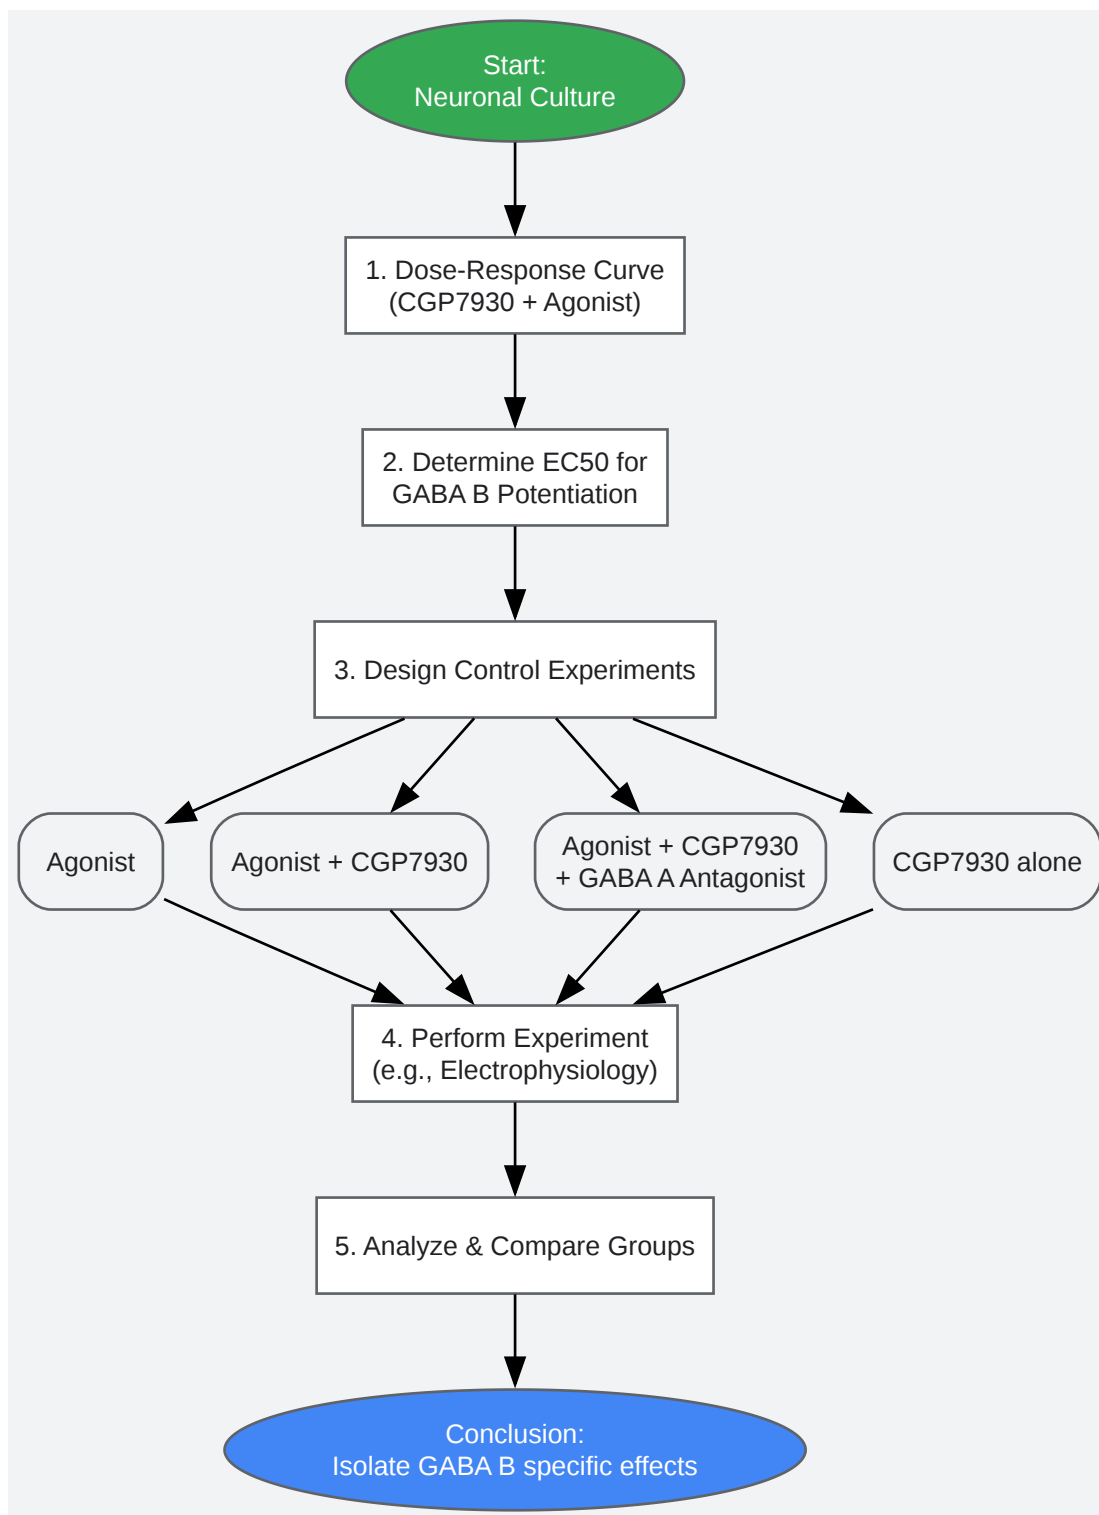 Start:
Neuronal Culture
1. Dose-Response Curve
(CGP7930 + Agonist)
2. Determine EC50 for
GABA B Potentiation
3. Design Control Experiments
Agonist
Agonist + CGP7930
Agonist + CGP7930
+ GABA A Antagonist
CGP7930 alone
4. Perform Experiment
(e.g., Electrophysiology)
5. Analyze & Compare Groups
Conclusion:
Isolate GABA B specific effects